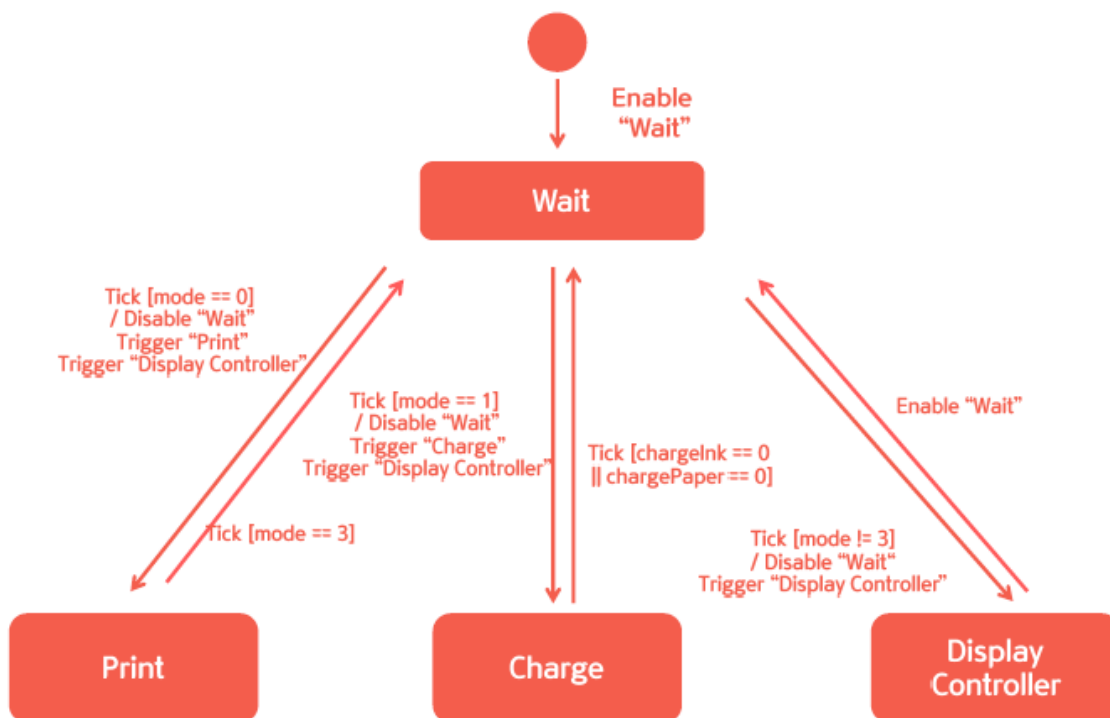 Enable
“Wait”
Wait
Tick [mode == 0]
/ Disable “Wait”
Trigger “Print”
Trigger “Display Controller”
Tick [mode == 1]
/ Disable “Wait”
Trigger “Charge”
Trigger “Display Controller”
Enable “Wait”
Tick [chargeInk == 0
|| chargePaper == 0]
Tick [mode == 3]
Tick [mode != 3]
/ Disable “Wait“
Trigger “Display Controller”
Print
Charge
Display
Controller